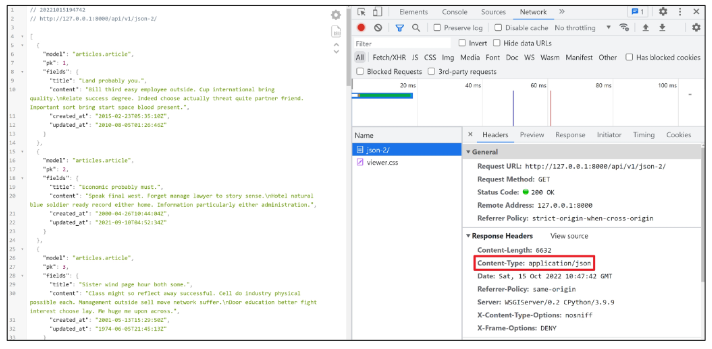 1 // 20221015194742
2 // http://127.0.0.1:8000/api/v1/json-2/
3
4 [
5 {
6 "model": "articles.article",
7 "pk": 1,
8 "fields": {
9 "title": "Land probably you.",
10 "content": "Bill third easy employee outside. Cup international bring
quality.\nRelate success degree. Indeed choose actually threat quite partner friend.
Important sort bring start space blood present.",
11 "created_at": "2015-02-23T05:35:10Z",
12 "updated_at": "2010-08-05T01:26:46Z"
13 }
14 },
15 {
16 "model": "articles.article",
17 "pk": 2,
18 "fields": {
19 "title": "Economic probably must.",
20 "content": "Speak final west. Forget manage lawyer to story sense.\nHotel natural
blue soldier ready record either home. Information particularly either administration.",
21 "created_at": "2000-04-26T10:44:04Z",
22 "updated_at": "2021-09-10T04:52:34Z"
23 }
24 },
25 {
26 "model": "articles.article",
27 "pk": 3,
28 "fields": {
29 "title": "Sister wind page hour both some.",
30 "content": "Class might so reflect away successful. Cell do industry physical
possible each. Management outside sell move network suffer.\nDoor education matter fight
interest choose lay. Me huge me upon across.",
31 "created_at": "2001-05-13T15:29:50Z",
32 "updated_at": "1974-06-05T21:45:13Z"
33 }
Elements Console Sources Network » 1
Preserve log Disable cache No throttling
Filter Invert Hide data URLs
All Fetch/XHR JS CSS Img Media Font Doc WS Wasm Manifest Other Has blocked cookies
Blocked Requests 3rd-party requests
20 ms 40 ms 60 ms 80 ms 100 ms
Name
json-2/
viewer.css
× Headers Preview Response Initiator Timing Cookies
General
Request URL: http://127.0.0.1:8000/api/v1/json-2/
Request Method: GET
Status Code: 200 OK
Remote Address: 127.0.0.1:8000
Referrer Policy: strict-origin-when-cross-origin
Response Headers View source
Content-Length: 6632
Content-Type: application/json
Date: Sat, 15 Oct 2022 10:47:42 GMT
Referrer-Policy: same-origin
Server: WSGIServer/0.2 CPython/3.9.9
X-Content-Type-Options: nosniff
X-Frame-Options: DENY